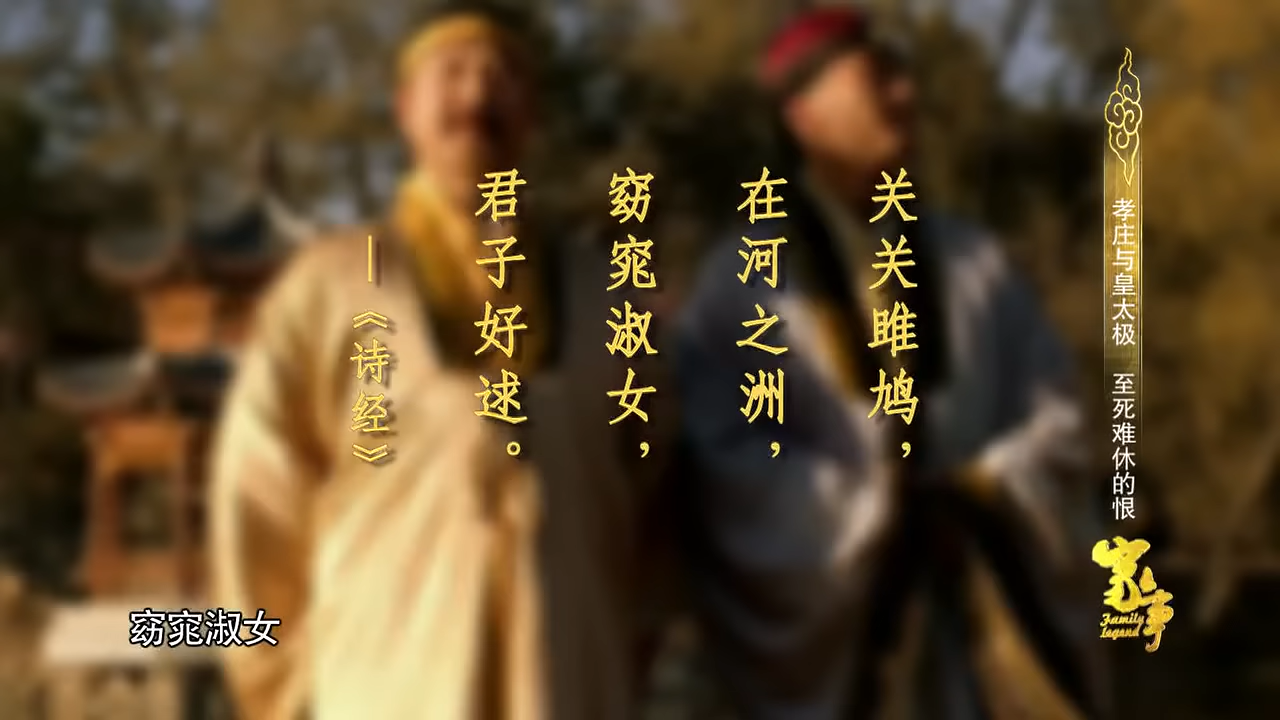 关关雎鸠，
在河之洲，
窈窕淑女，
君子好逑。
—《诗经》
孝庄与皇太极 至死难休的恨
家事
Family
legend
窈窕淑女